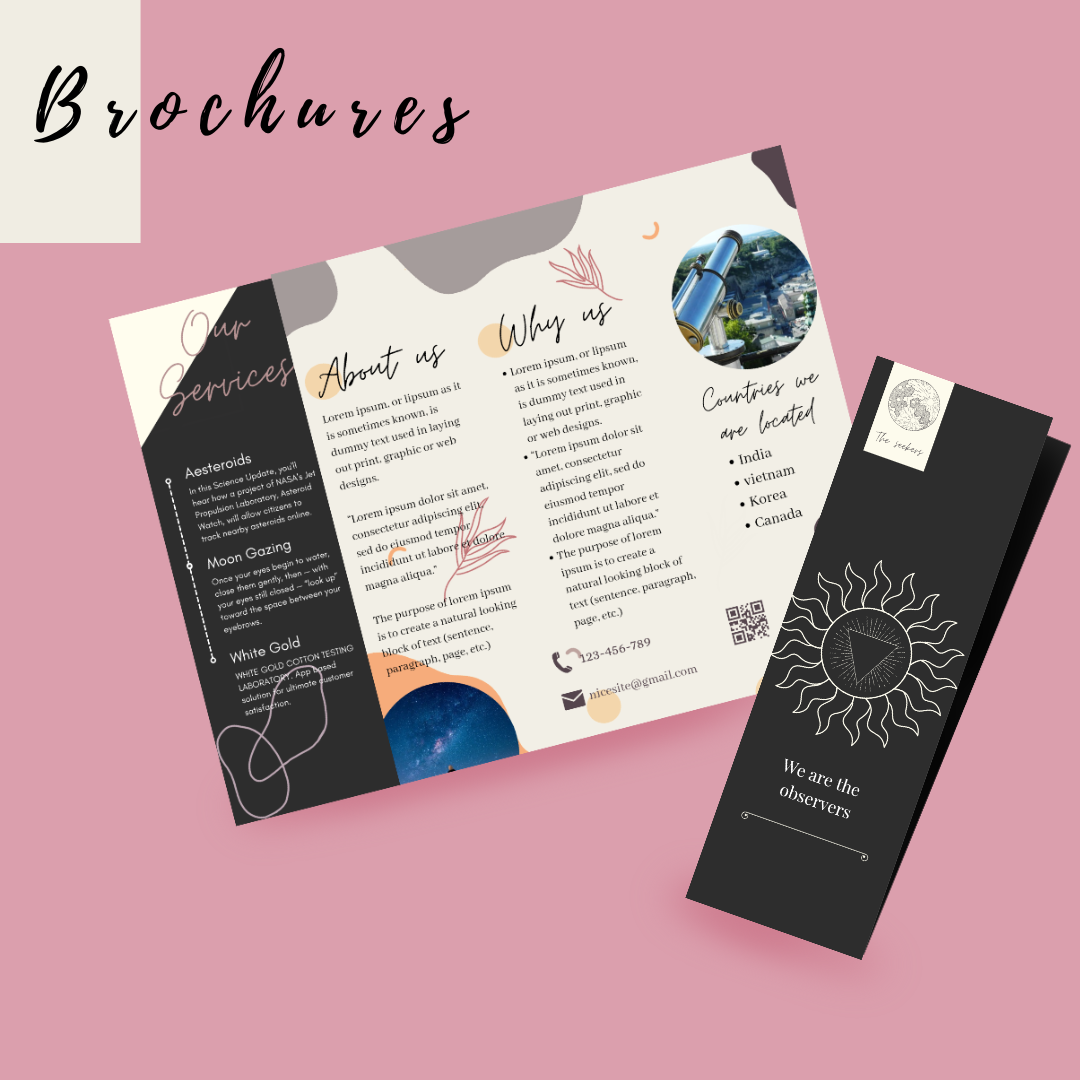 Brochures
Our
Services
Aesteroids
In this Science Update, you'll
hear how a project of NASA's Jet
Propulsion Laboratory, Asteroid
Watch, will allow citizens to
track nearby asteroids online.
Moon Gazing
Once your eyes begin to water,
close them gently, then — with
your eyes still closed — "look up"
toward the space between your
eyebrows.
White Gold
WHITE GOLD COTTON TESTING
LABORATORY. App based
solution for ultimate customer
satisfaction.
About us
Lorem ipsum, or lipsum as it
is sometimes known, is
dummy text used in laying
out print, graphic or web
designs.
"Lorem ipsum dolor sit amet,
consectetur adipiscing elit,
sed do eiusmod tempor
incididunt ut labore et dolore
magna aliqua."
The purpose of lorem ipsum
is to create a natural looking
block of text (sentence,
paragraph, page, etc.)
Why us
• Lorem ipsum, or lipsum
as it is sometimes known,
is dummy text used in
laying out print, graphic
or web designs.
• "Lorem ipsum dolor sit
amet, consectetur
adipiscing elit, sed do
eiusmod tempor
incididunt ut labore et
dolore magna aliqua."
• The purpose of lorem
ipsum is to create a
natural looking block of
text (sentence, paragraph,
page, etc.)
123-456-789
nicesite@gmail.com
Countries we
are located
• India
• vietnam
• Korea
• Canada
The seekers
We are the
observers